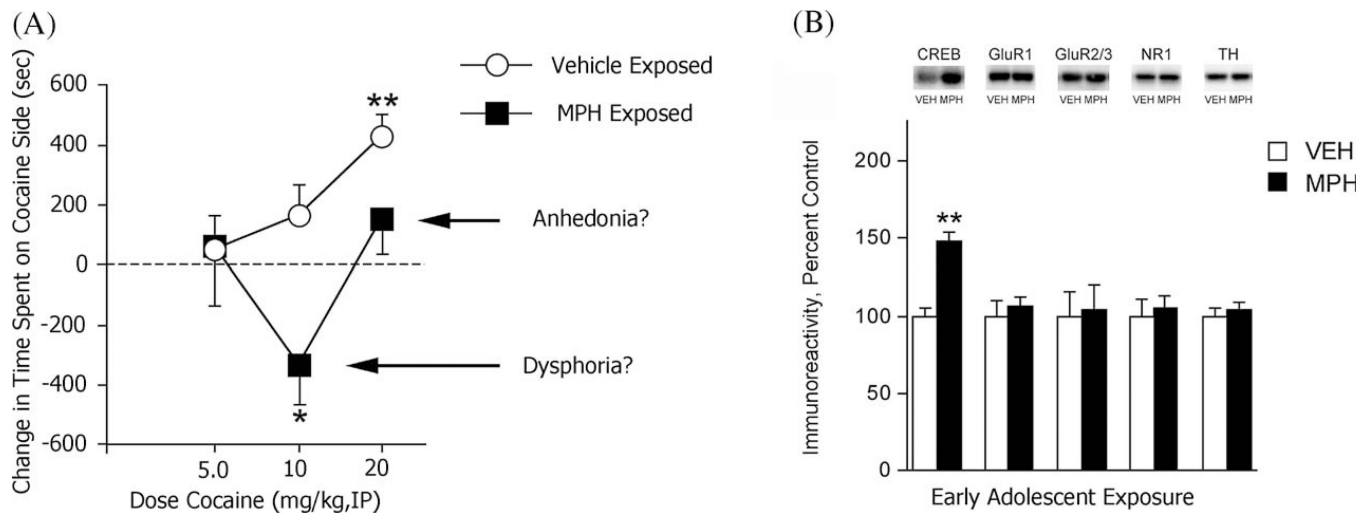 (A)
Vehicle Exposed
MPH Exposed
Change in Time Spent on Cocaine Side (sec)
600
400
200
0
-200
-400
-600
**
*
Anhedonia?
Dysphoria?
5.0 10 20
Dose Cocaine (mg/kg,IP)
(B)
CREB GluR1 GluR2/3 NR1 TH
VEH MPH VEH MPH VEH MPH VEH MPH VEH MPH
VEH
MPH
Immunoreactivity, Percent Control
200
150
100
50
0
**
Early Adolescent Exposure